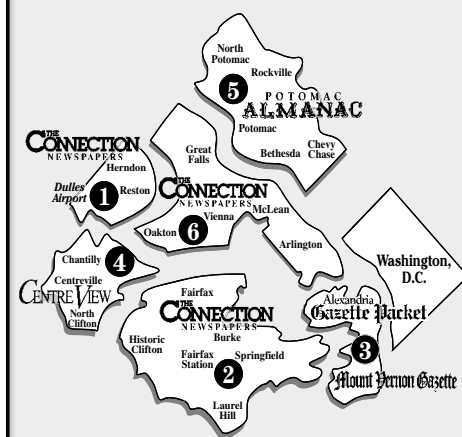 North
Potomac
Rockville
5
POTOMAC
ALMANAC
Potomac
Bethesda
Chevy
Chase
THE
CONNECTION
NEWSPAPERS
Herndon
Dulles
Airport
1
Reston
Great
Falls
THE
CONNECTION
NEWSPAPERS
Vienna
McLean
Oakton
6
Arlington
Chantilly
4
Centreville
CENTRE VIEW
North
Clifton
Washington,
D.C.
Fairfax
THE
CONNECTION
NEWSPAPERS
Burke
Historic
Clifton
Fairfax
Station
Springfield
2
Laurel
Hill
Alexandria
Gazette Packet
3
Mount Vernon Gazette